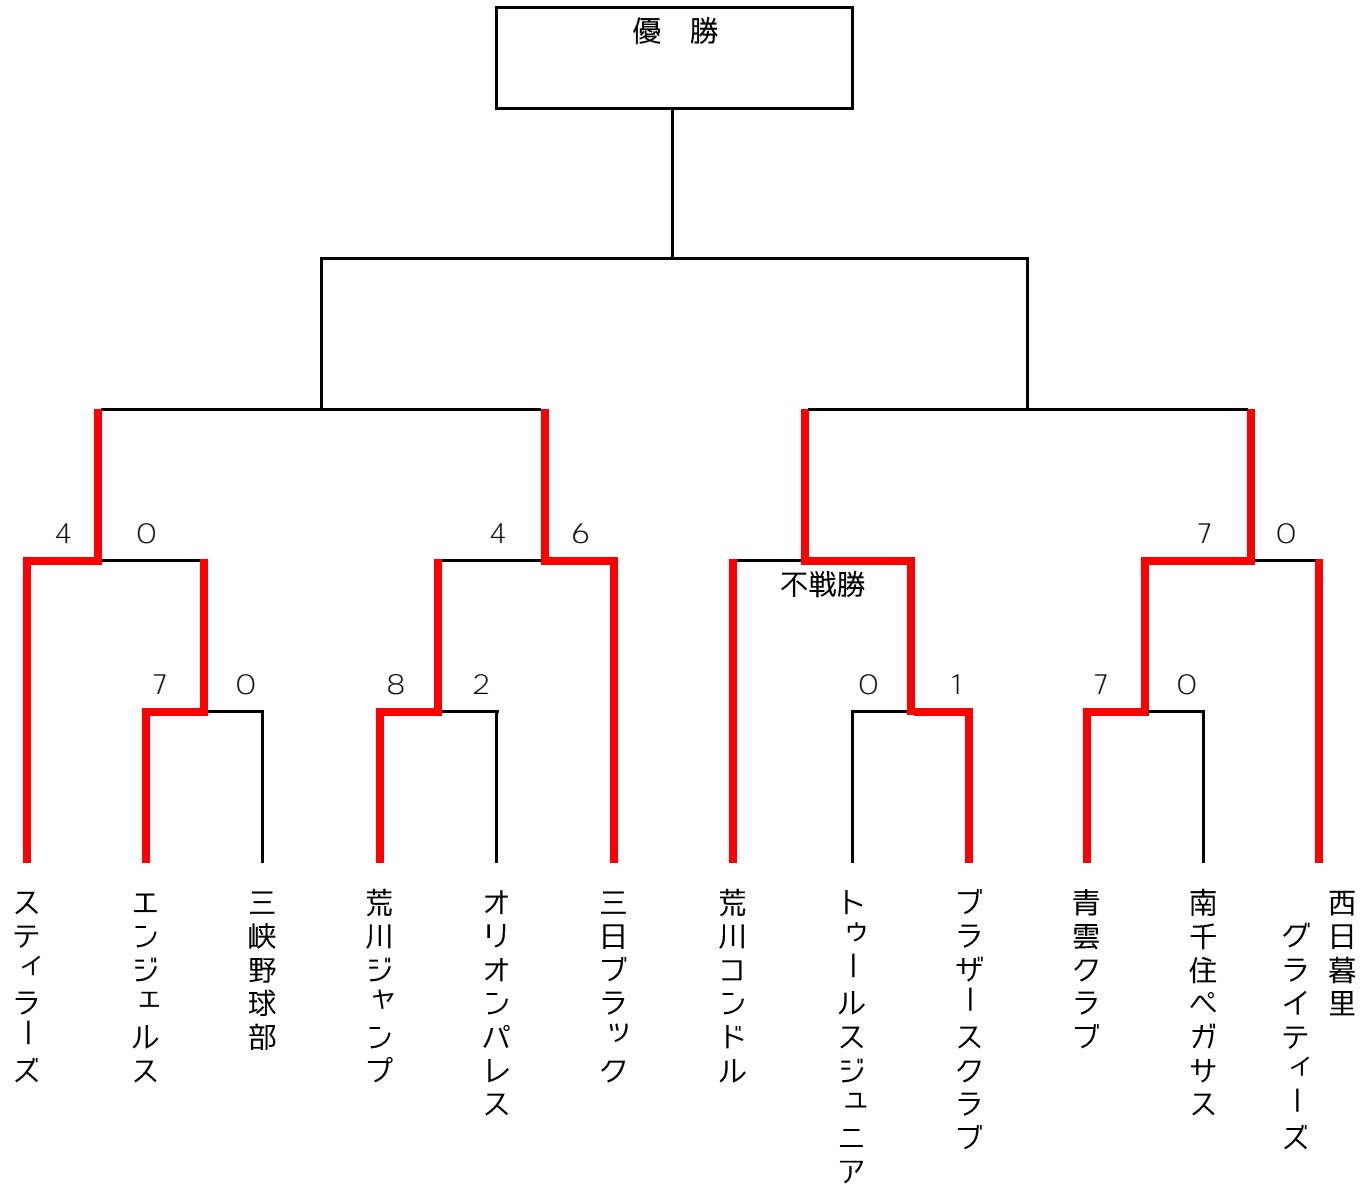 優　勝
4 0 4 6 7 0
不戦勝
7 0 8 2 0 1 7 0
スティラーズ
エンジェルス
三峡野球部
荒川ジャンプ
オリオンパレス
三日ブラック
荒川コンドル
トゥールスジュニア
ブラザースクラブ
青雲クラブ
南千住ペガサス
西日暮里
グライティーズ